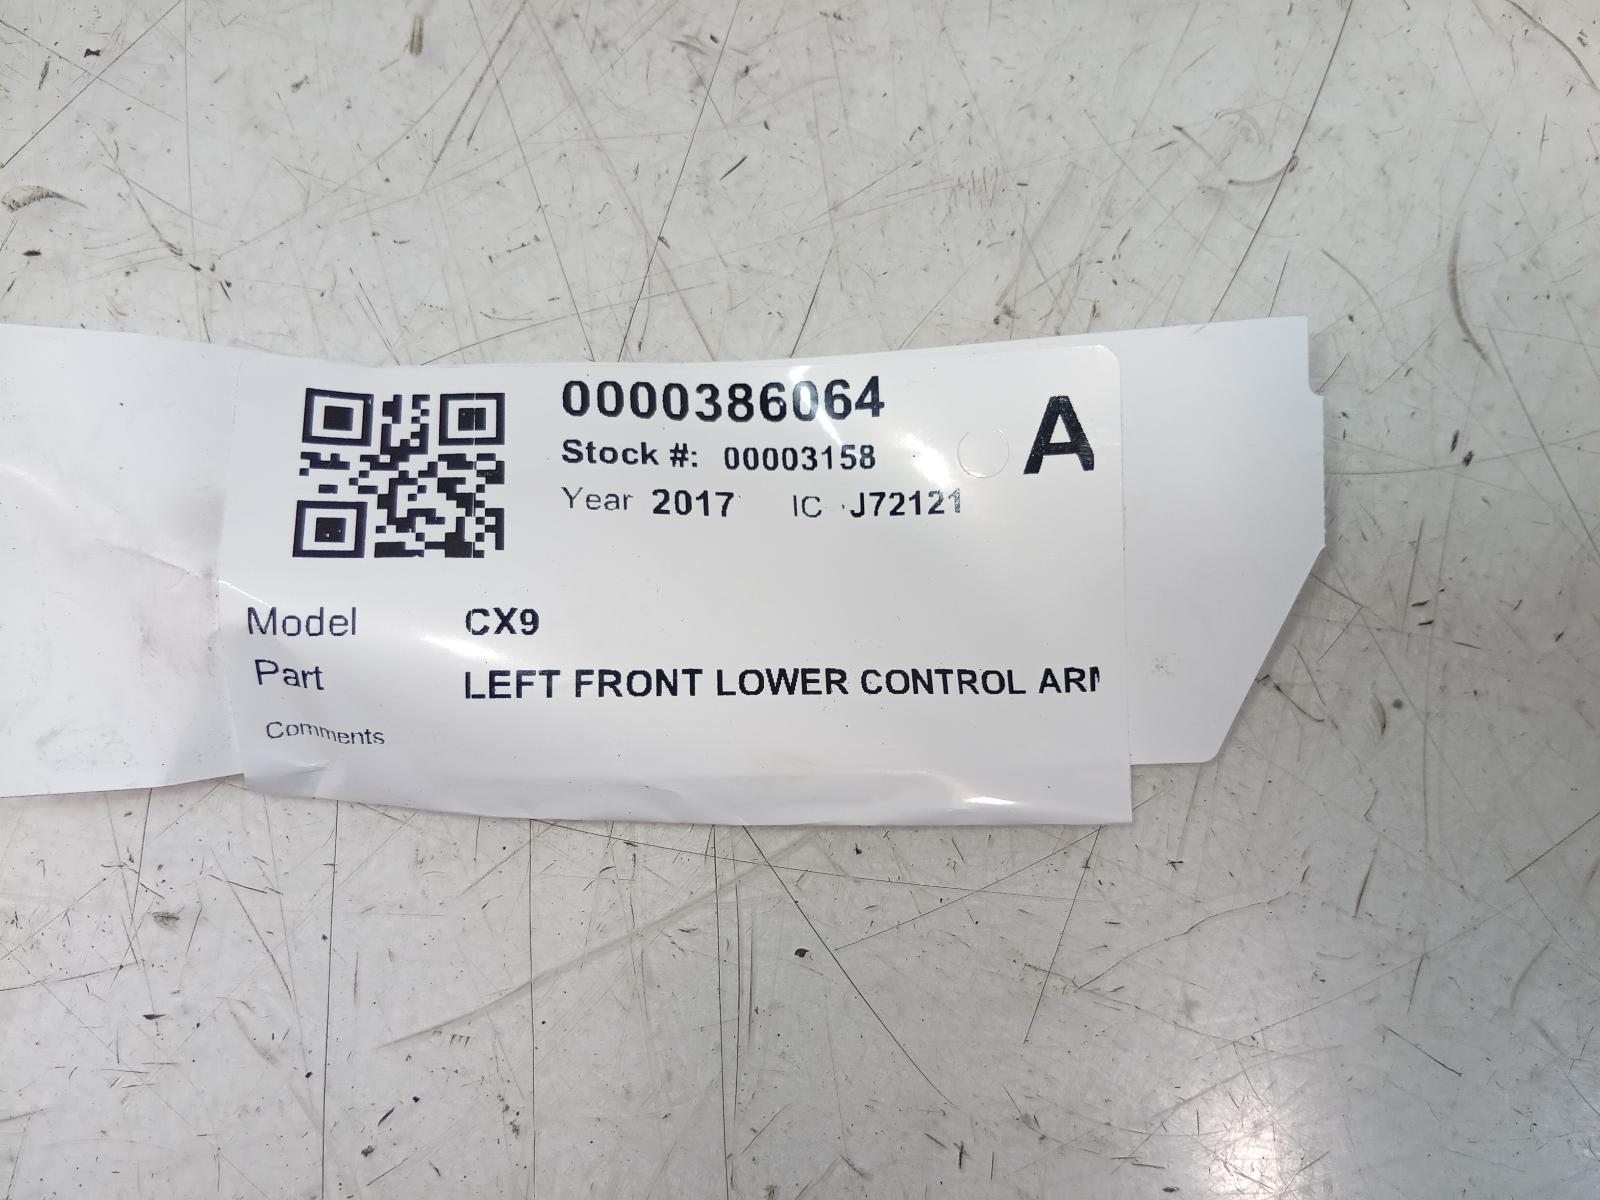 0000386064
A
Stock #: 00003158
Year 2017 IC J72121
Model CX9
Part LEFT FRONT LOWER CONTROL ARM
Comments